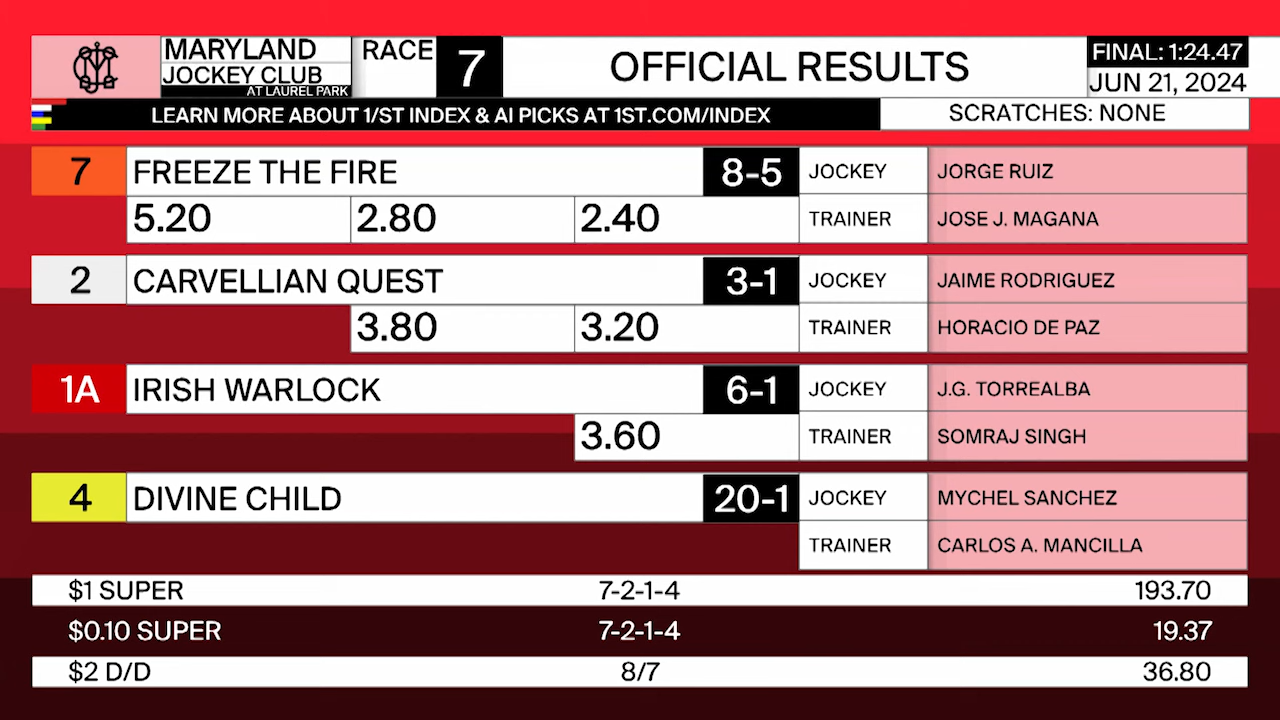 MARYLAND
JOCKEY CLUB
AT LAUREL PARK
RACE 7
OFFICIAL RESULTS
FINAL: 1:24.47
JUN 21, 2024
LEARN MORE ABOUT 1/ST INDEX & AI PICKS AT 1ST.COM/INDEX
SCRATCHES: NONE
7 FREEZE THE FIRE 8-5 JOCKEY JORGE RUIZ
5.20 2.80 2.40 TRAINER JOSE J. MAGANA
2 CARVELLIAN QUEST 3-1 JOCKEY JAIME RODRIGUEZ
3.80 3.20 TRAINER HORACIO DE PAZ
1A IRISH WARLOCK 6-1 JOCKEY J.G. TORREALBA
3.60 TRAINER SOMRAJ SINGH
4 DIVINE CHILD 20-1 JOCKEY MYCHEL SANCHEZ
TRAINER CARLOS A. MANCILLA
$1 SUPER 7-2-1-4 193.70
$0.10 SUPER 7-2-1-4 19.37
$2 D/D 8/7 36.80